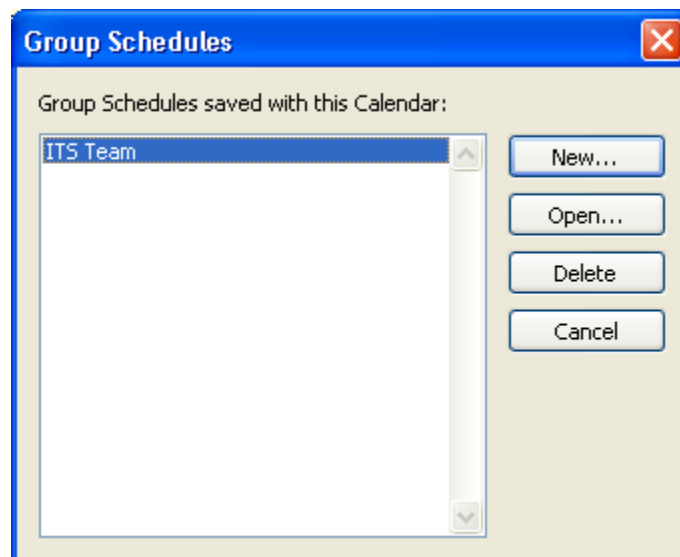 Group Schedules
Group Schedules saved with this Calendar:
ITS Team
New...
Open...
Delete
Cancel